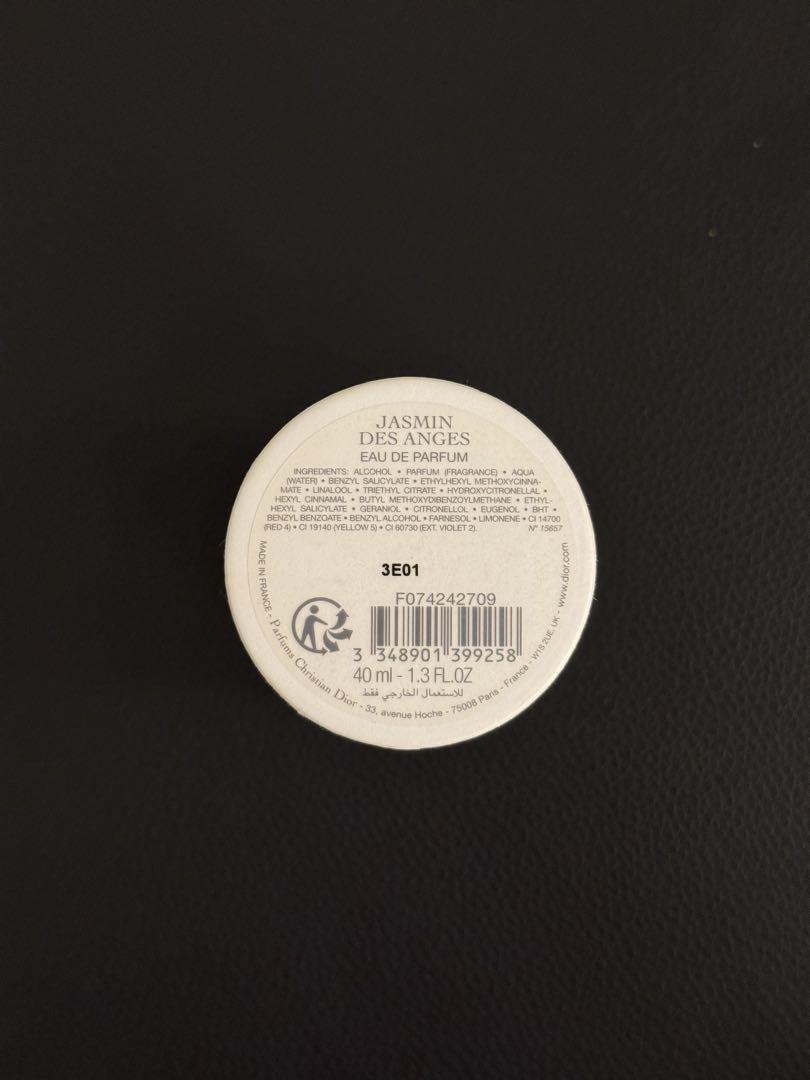 JASMIN
DES ANGES
EAU DE PARFUM
INGREDIENTS: ALCOHOL • PARFUM (FRAGRANCE) • AQUA
(WATER) • BENZYL SALICYLATE • ETHYLHEXYL METHOXYCINNA-
MATE • LINALOOL • TRIETHYL CITRATE • HYDROXYCITRONELLAL •
HEXYL CINNAMAL • BUTYL METHOXYDIBENZOYLMETHANE • ETHYL-
HEXYL SALICYLATE • GERANIOL • CITRONELLOL • EUGENOL • BHT •
BENZYL BENZOATE • BENZYL ALCOHOL • FARNESOL • LIMONENE • CI 14700
(RED 4) • CI 19140 (YELLOW 5) • CI 60730 (EXT. VIOLET 2). N° 15657
3E01
F074242709
3 348901 399258
40 ml - 1.3 FL.OZ
للاستعمال الخارجي فقط
MADE IN FRANCE - Parfums Christian Dior - 33, avenue Hoche - 75008 Paris - France - W1S 2UE, UK - www.dior.com